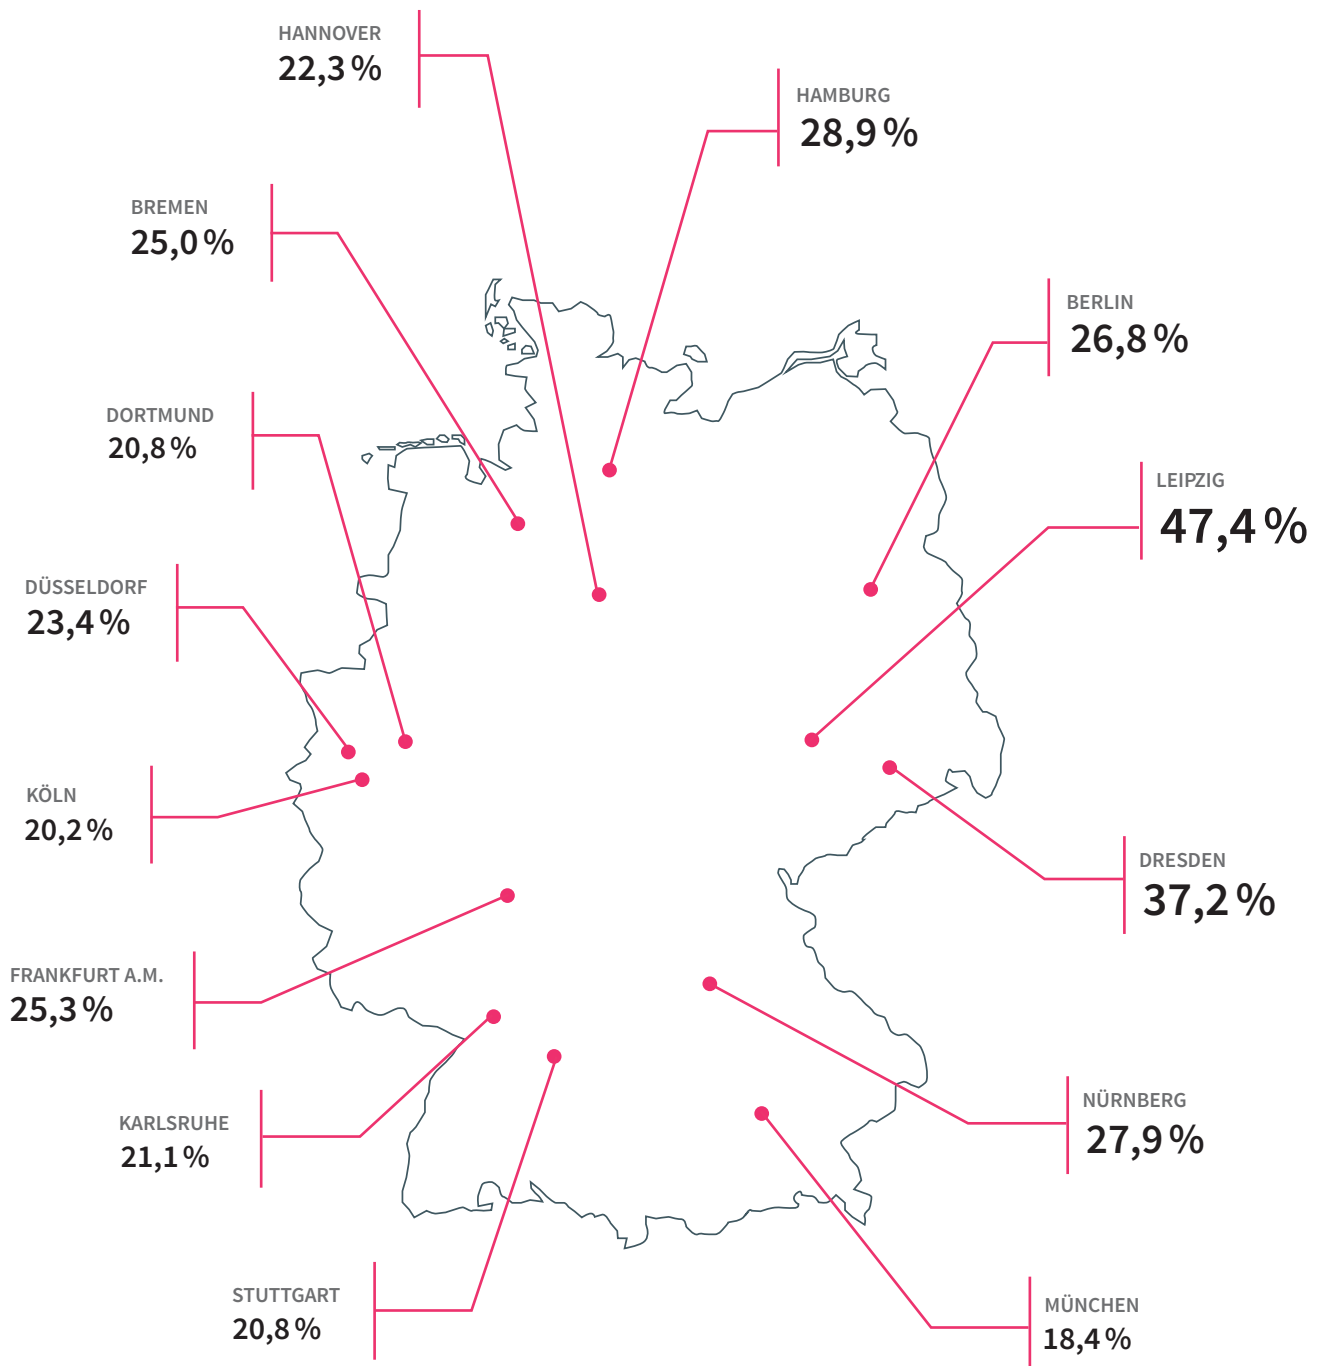 HANNOVER
22,3 %
HAMBURG
28,9 %
BREMEN
25,0 %
BERLIN
26,8 %
DORTMUND
20,8 %
LEIPZIG
47,4 %
DÜSSELDORF
23,4 %
KÖLN
20,2 %
DRESDEN
37,2 %
FRANKFURT A.M.
25,3 %
NÜRNBERG
27,9 %
KARLSRUHE
21,1 %
STUTTGART
20,8 %
MÜNCHEN
18,4 %